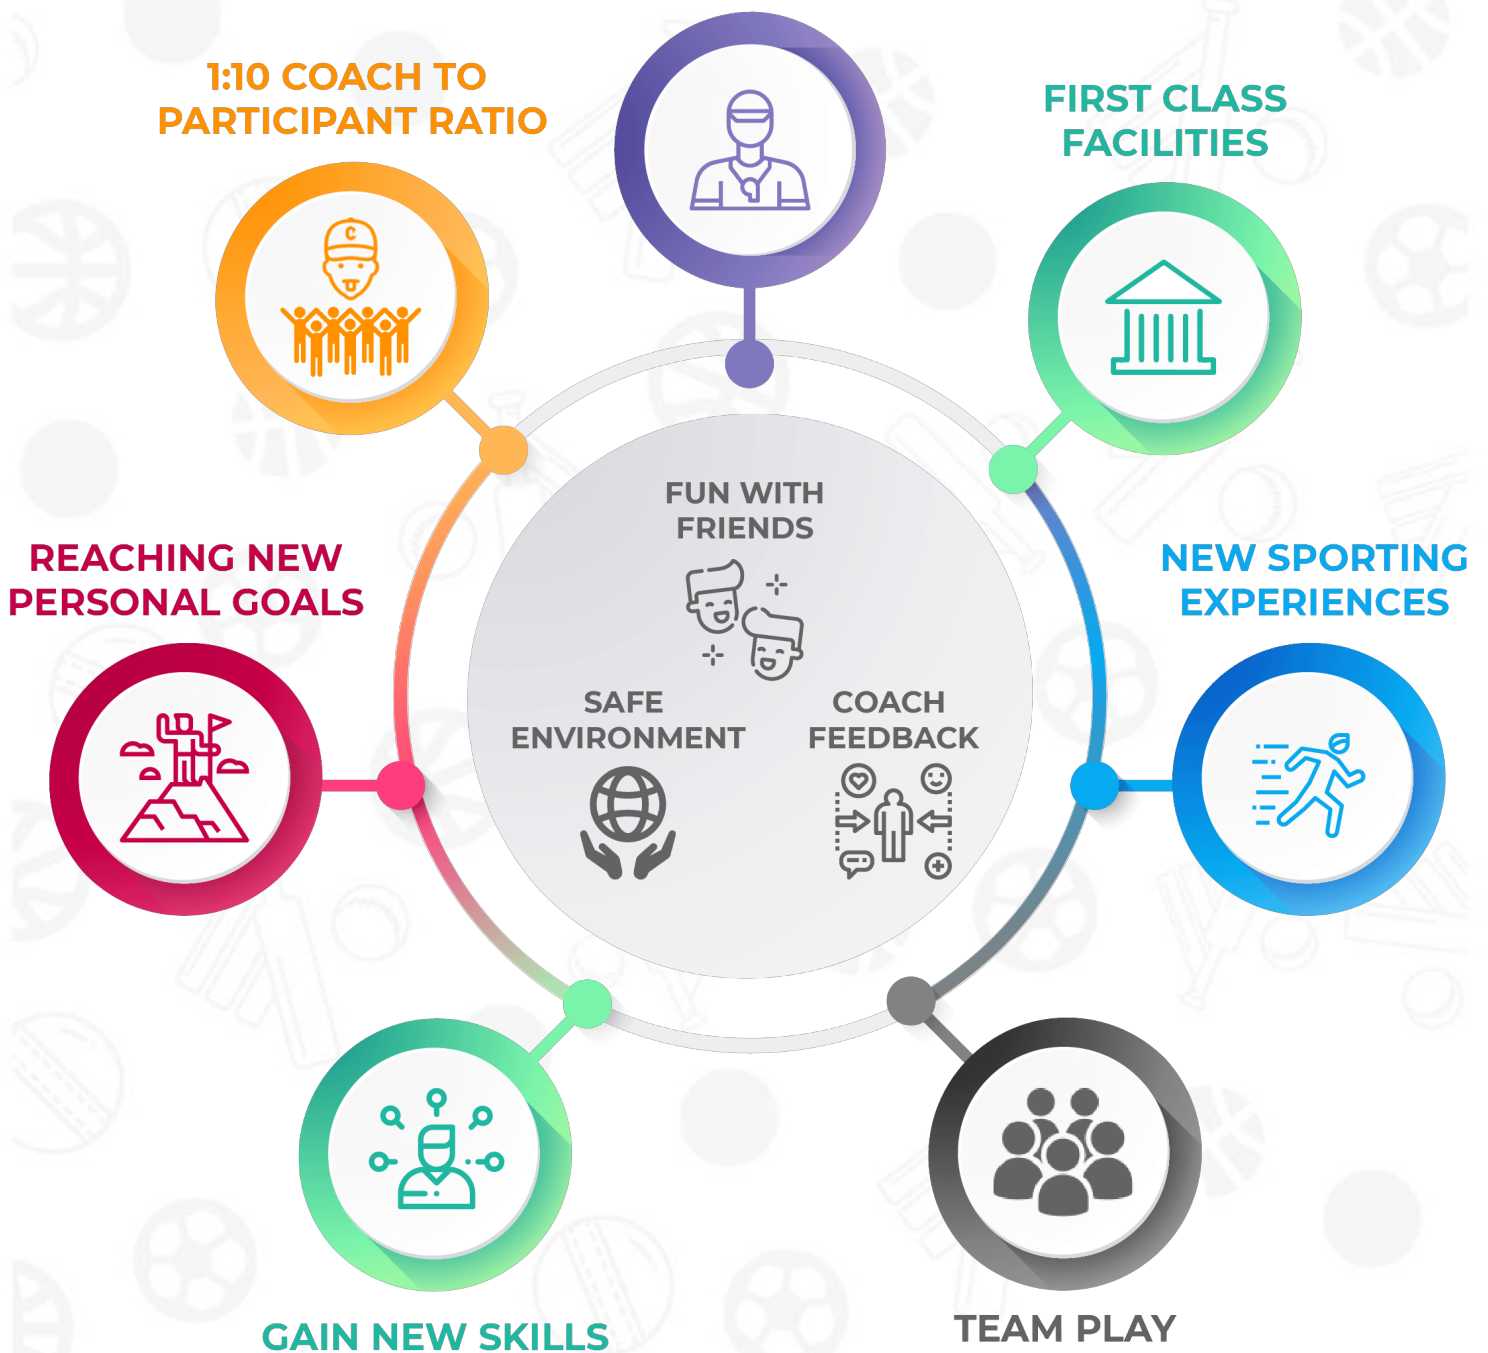 1:10 COACH TO
PARTICIPANT RATIO
C
FIRST CLASS
FACILITIES
FUN WITH
FRIENDS
REACHING NEW
PERSONAL GOALS
NEW SPORTING
EXPERIENCES
SAFE
ENVIRONMENT
COACH
FEEDBACK
GAIN NEW SKILLS
TEAM PLAY